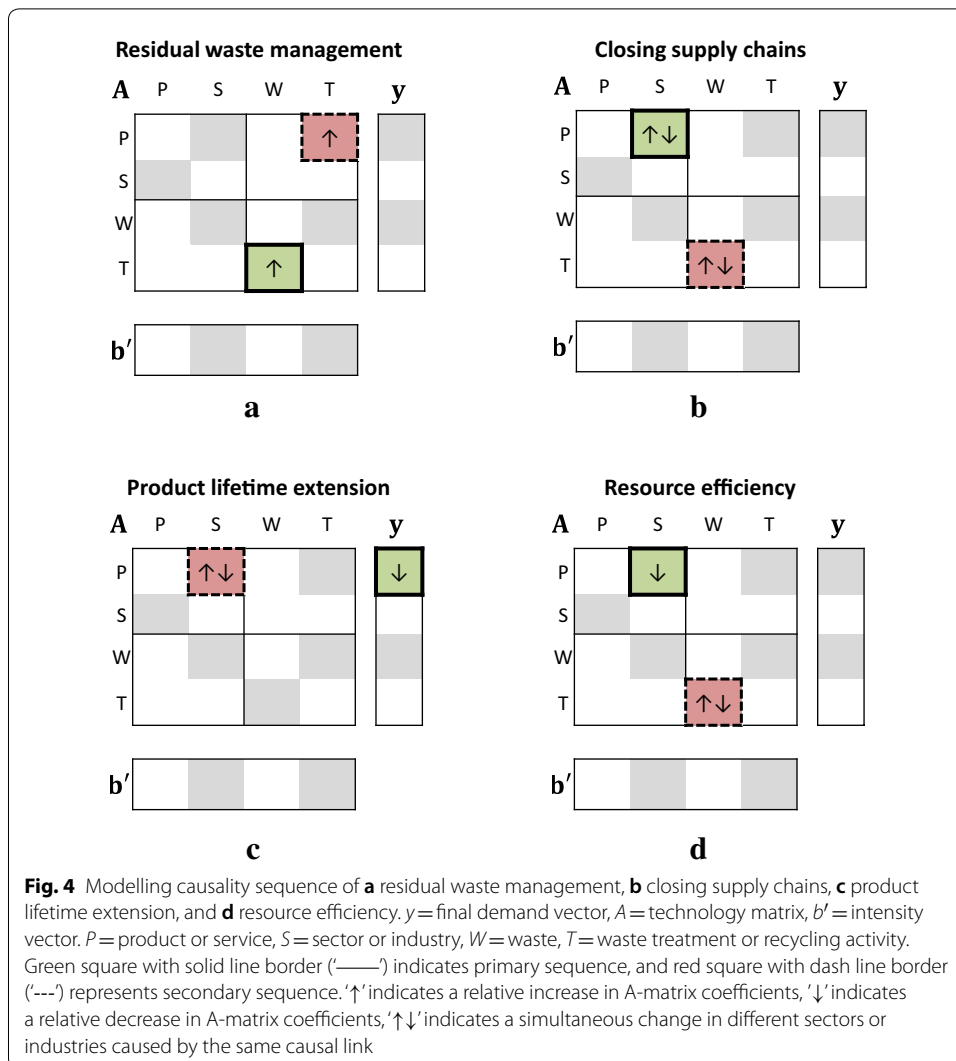 Residual waste management
A P S W T y
P ↑
S
W
T ↑
b′
a
Closing supply chains
A P S W T y
P ↑↓
S
W
T ↑↓
b′
b
Product lifetime extension
A P S W T y
P ↑↓ ↓
S
W
T
b′
c
Resource efficiency
A P S W T y
P ↓
S
W
T ↑↓
b′
d
Fig. 4 Modelling causality sequence of a residual waste management, b closing supply chains, c product
lifetime extension, and d resource efficiency. y = final demand vector, A = technology matrix, b′ = intensity
vector. P = product or service, S = sector or industry, W = waste, T = waste treatment or recycling activity.
Green square with solid line border (‘——’) indicates primary sequence, and red square with dash line border
(‘---’) represents secondary sequence. ‘↑’ indicates a relative increase in A-matrix coefficients, ’↓’ indicates
a relative decrease in A-matrix coefficients, ‘↑↓’ indicates a simultaneous change in different sectors or
industries caused by the same causal link